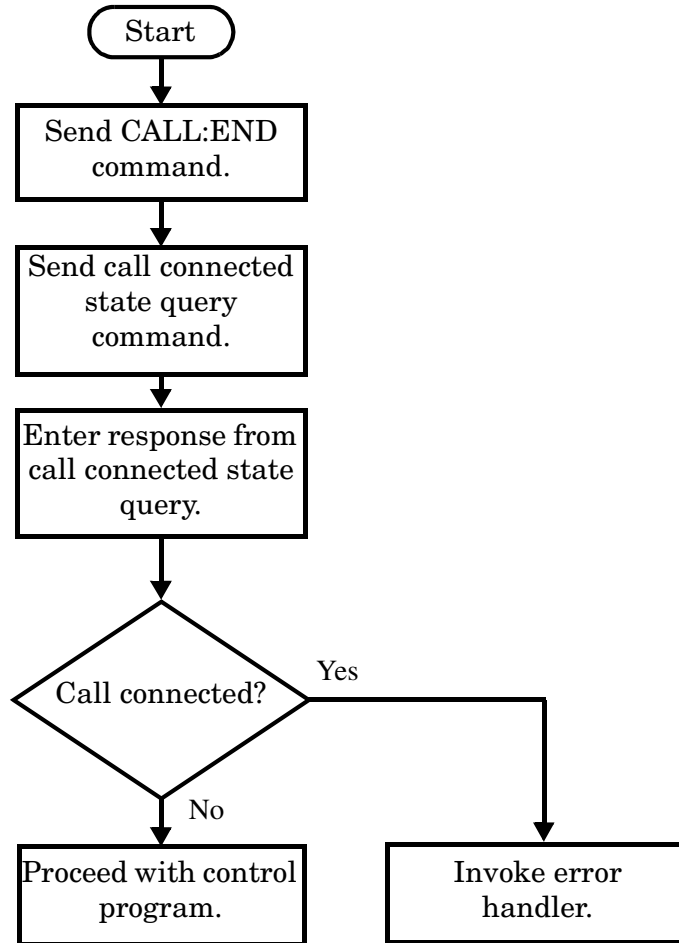 Start
Send CALL:END
command.
Send call connected
state query
command.
Enter response from
call connected state
query.
Call connected?
Yes
No
Proceed with control
program.
Invoke error
handler.